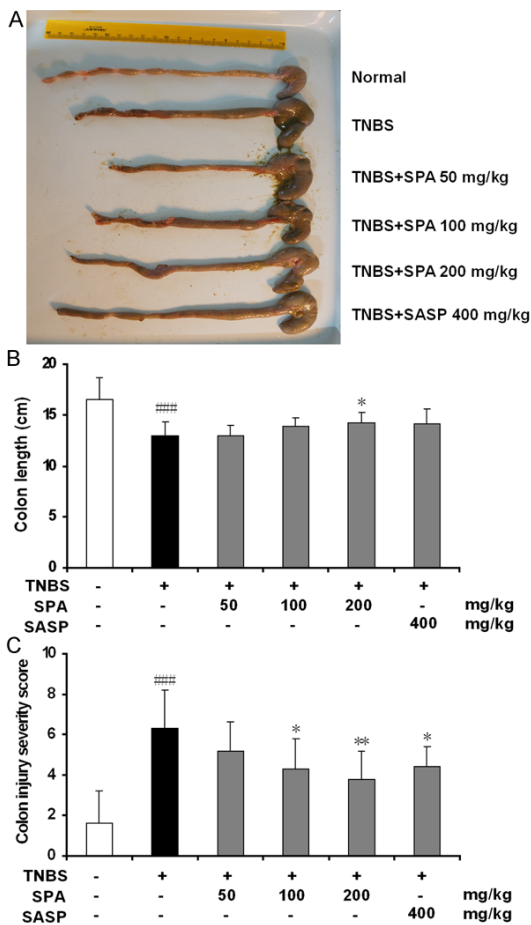 A
Normal
TNBS
TNBS+SPA 50 mg/kg
TNBS+SPA 100 mg/kg
TNBS+SPA 200 mg/kg
TNBS+SASP 400 mg/kg
B
Colon length (cm)
20
15
10
5
0
###
*
TNBS - + + + + +
SPA - - 50 100 200 - mg/kg
SASP - - - - - 400 mg/kg
C
Colon injury severity score
10
8
6
4
2
0
###
*
**
*
TNBS - + + + + +
SPA - - 50 100 200 - mg/kg
SASP - - - - - 400 mg/kg